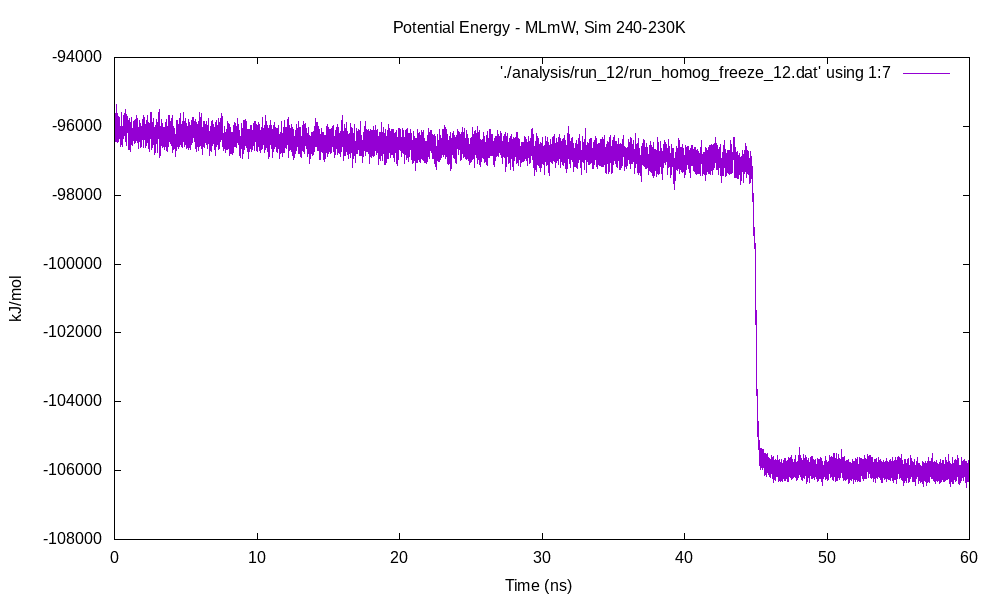 Potential Energy - MLmW, Sim 240-230K
'./analysis/run_12/run_homog_freeze_12.dat' using 1:7
-94000
-96000
-98000
-100000
-102000
-104000
-106000
-108000
kJ/mol
0 10 20 30 40 50 60
Time (ns)